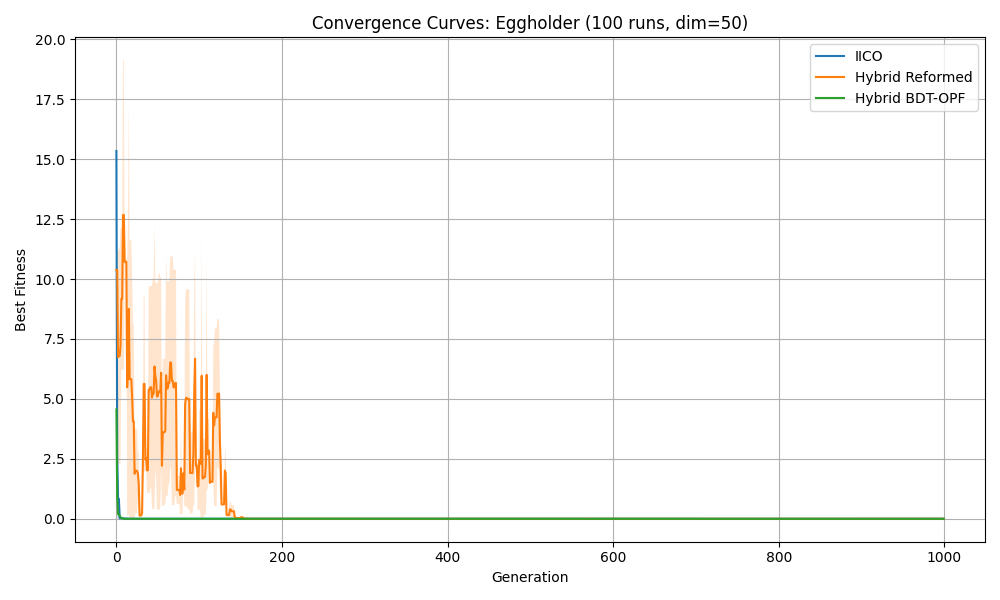 Convergence Curves: Eggholder (100 runs, dim=50)
20.0
17.5
15.0
12.5
10.0
7.5
5.0
2.5
0.0
Best Fitness
IICO
Hybrid Reformed
Hybrid BDT-OPF
0
200
400
600
800
1000
Generation